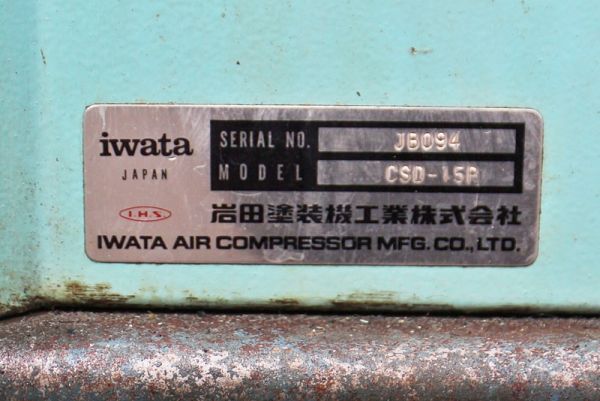 iwata
JAPAN
I.H.S.
SERIAL NO. JB094
MODEL CSD-15P
岩田塗装機工業株式会社
IWATA AIR COMPRESSOR MFG. CO., LTD.